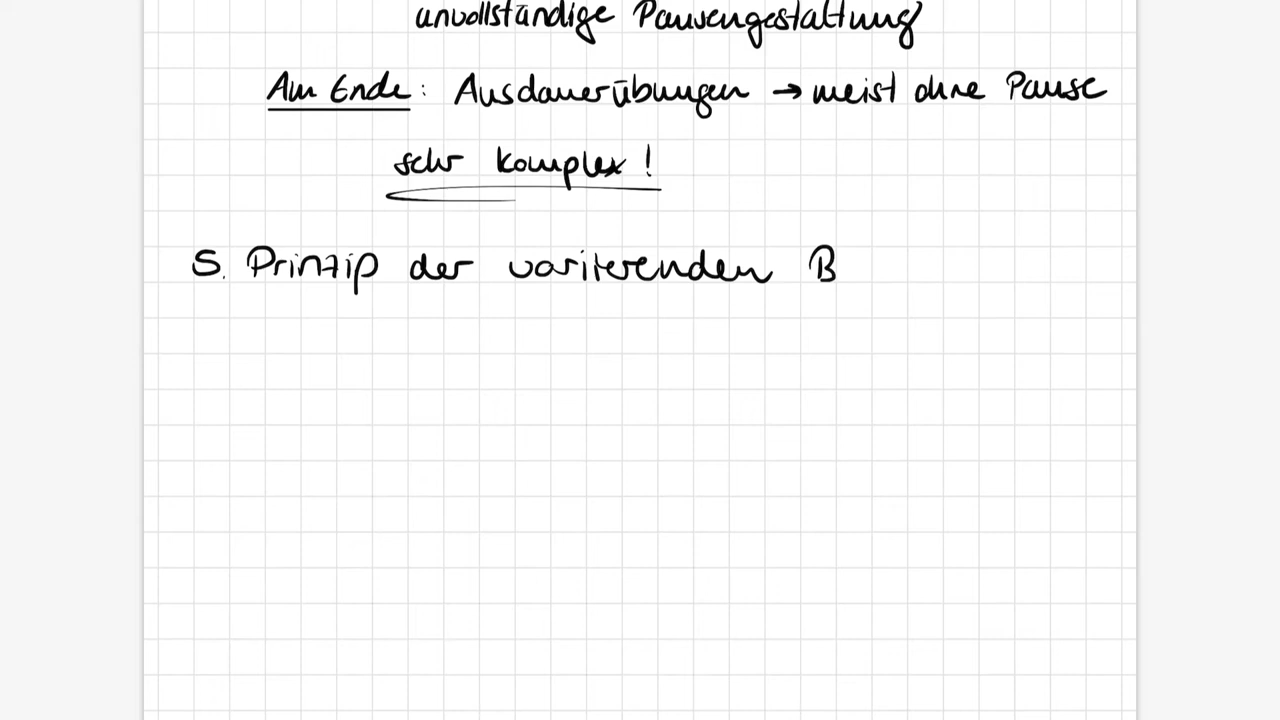 unvollständige Pausengestaltung
Am Ende: Ausdauerübungen → meist ohne Pause
sehr komplex!
5. Prinzip der variierenden B